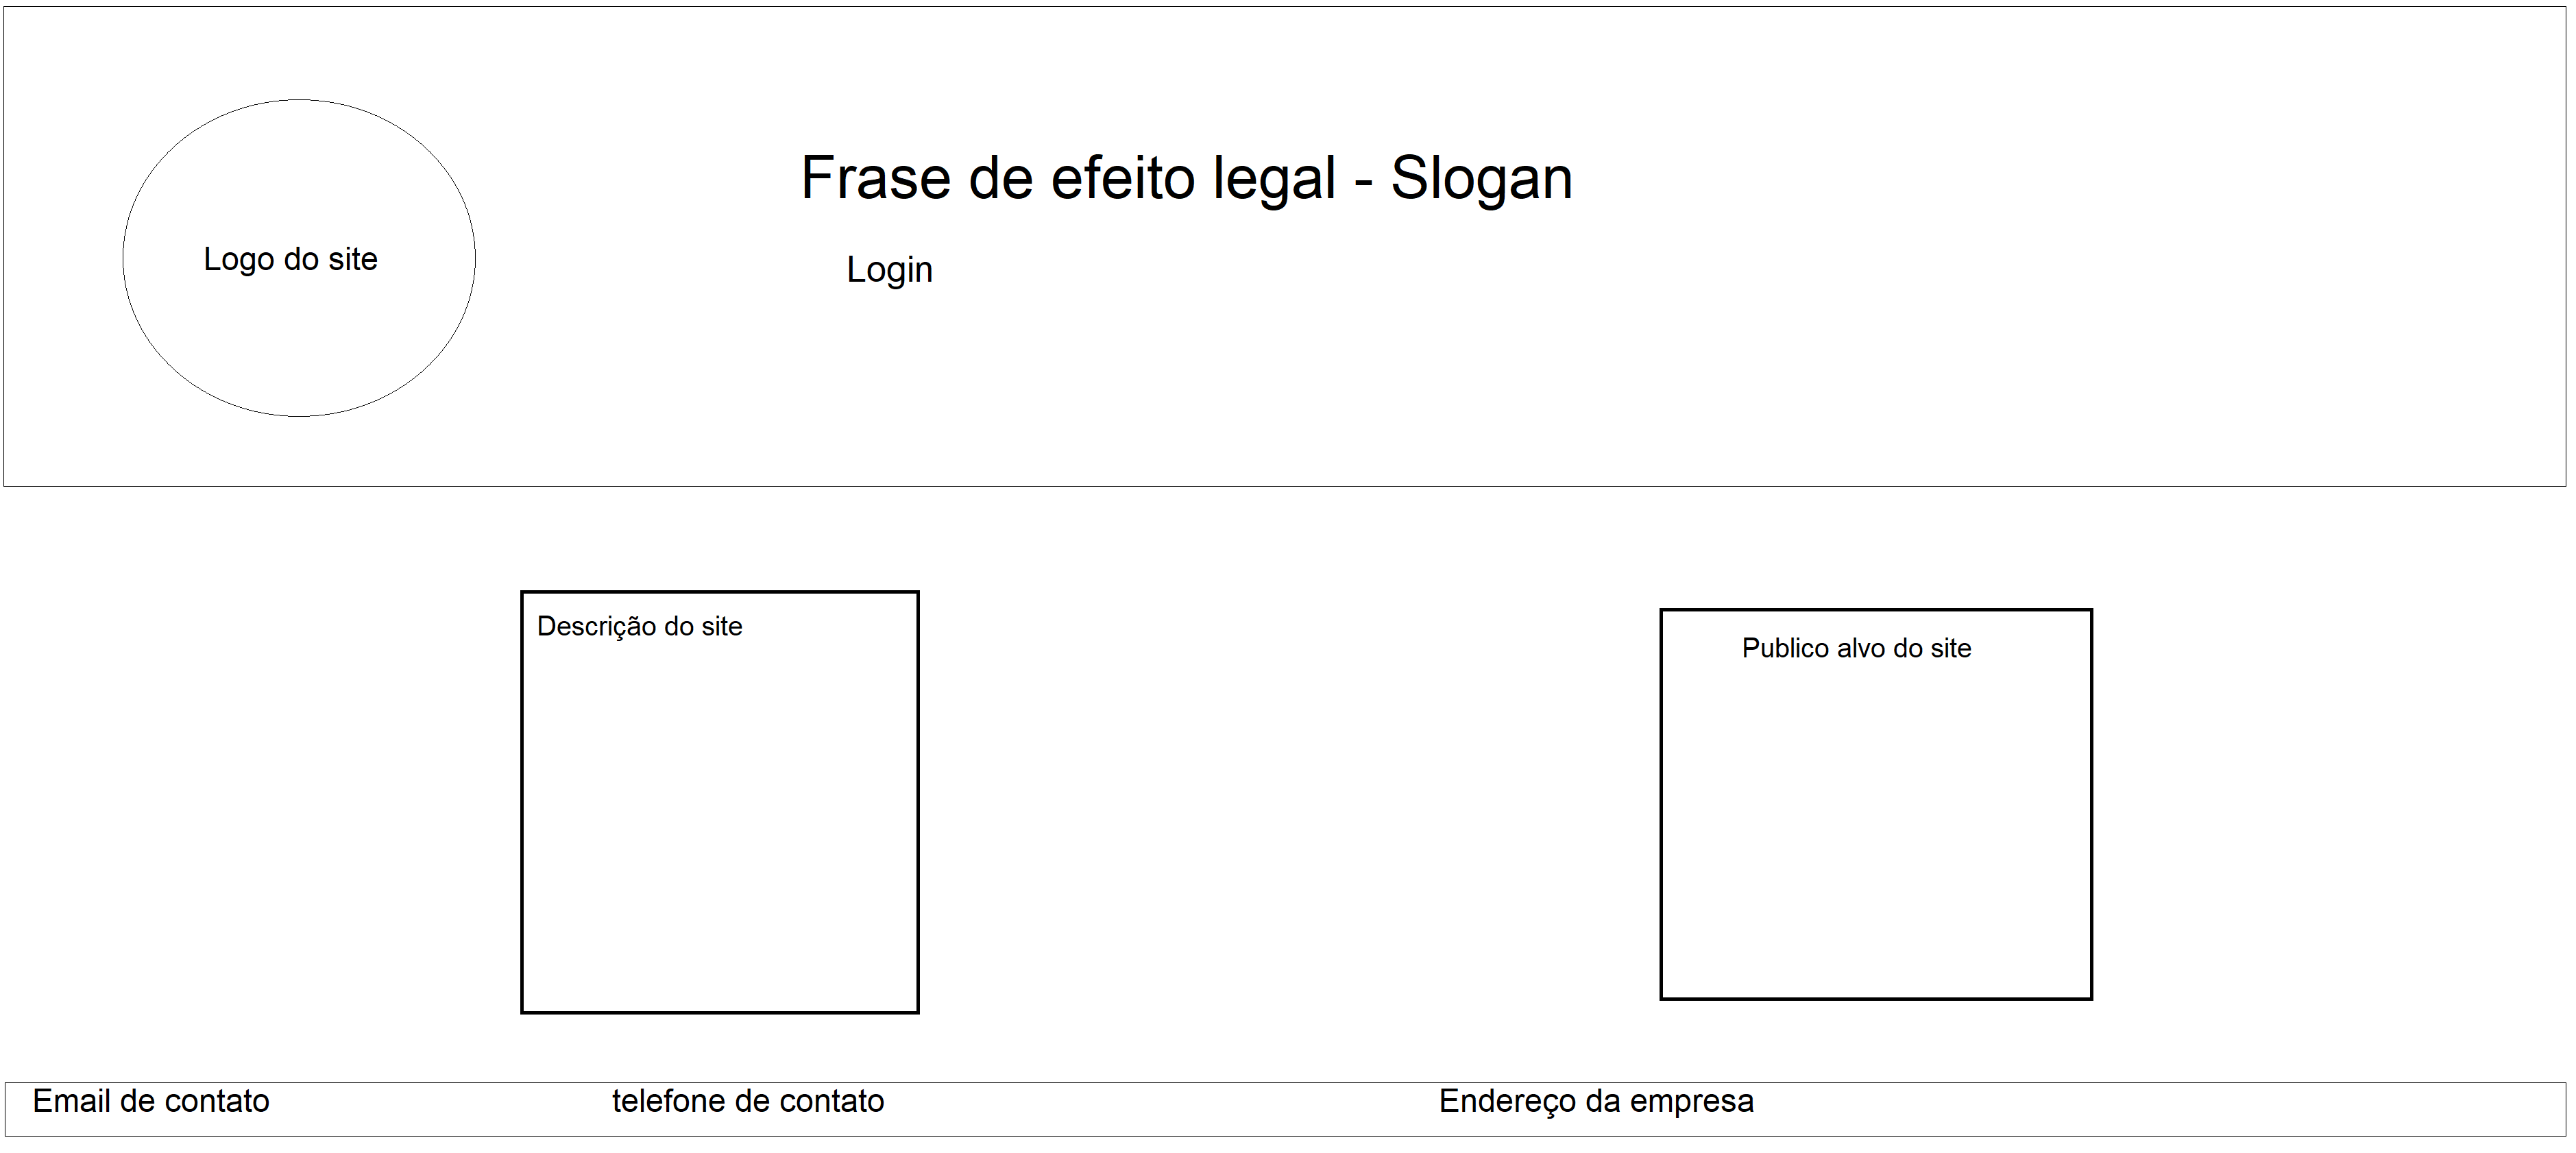 Frase de efeito legal - Slogan
Logo do site
Login
Descrição do site
Publico alvo do site
Email de contato
telefone de contato
Endereço da empresa